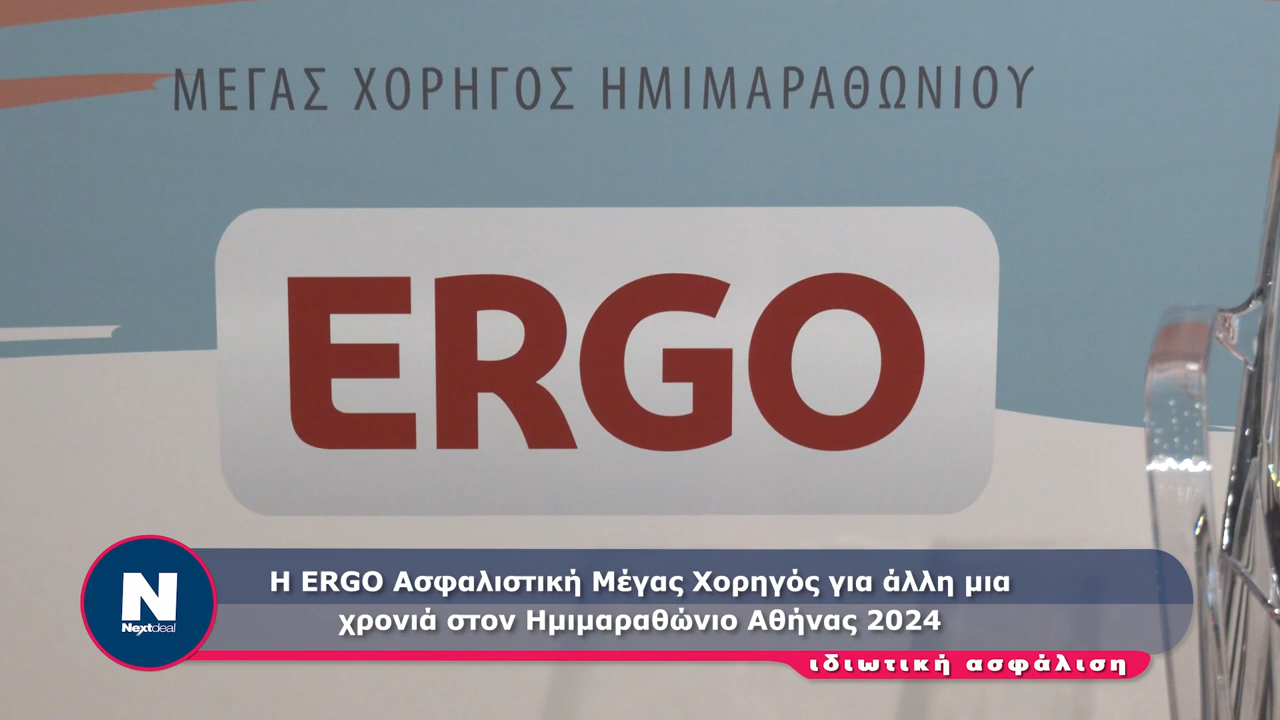 ΜΕΓΑΣ ΧΟΡΗΓΟΣ ΗΜΙΜΑΡΑΘΩΝΙΟΥ
ERGO
Η ERGO Ασφαλιστική Μέγας Χορηγός για άλλη μια
χρονιά στον Ημιμαραθώνιο Αθήνας 2024
N
Nextdeal
ιδιωτική ασφάλιση